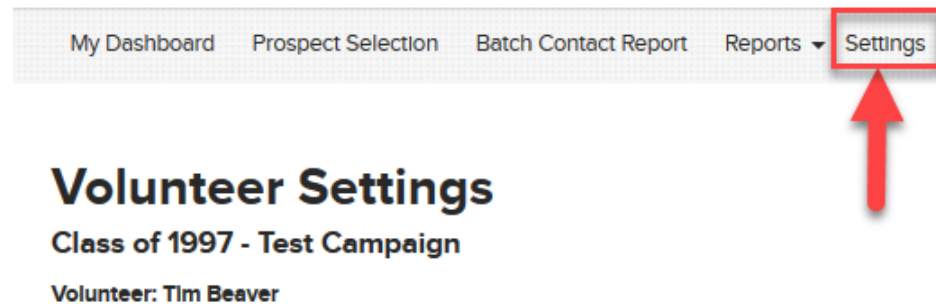 My Dashboard Prospect Selection Batch Contact Report Reports Settings
Volunteer Settings
Class of 1997 - Test Campaign
Volunteer: Tim Beaver